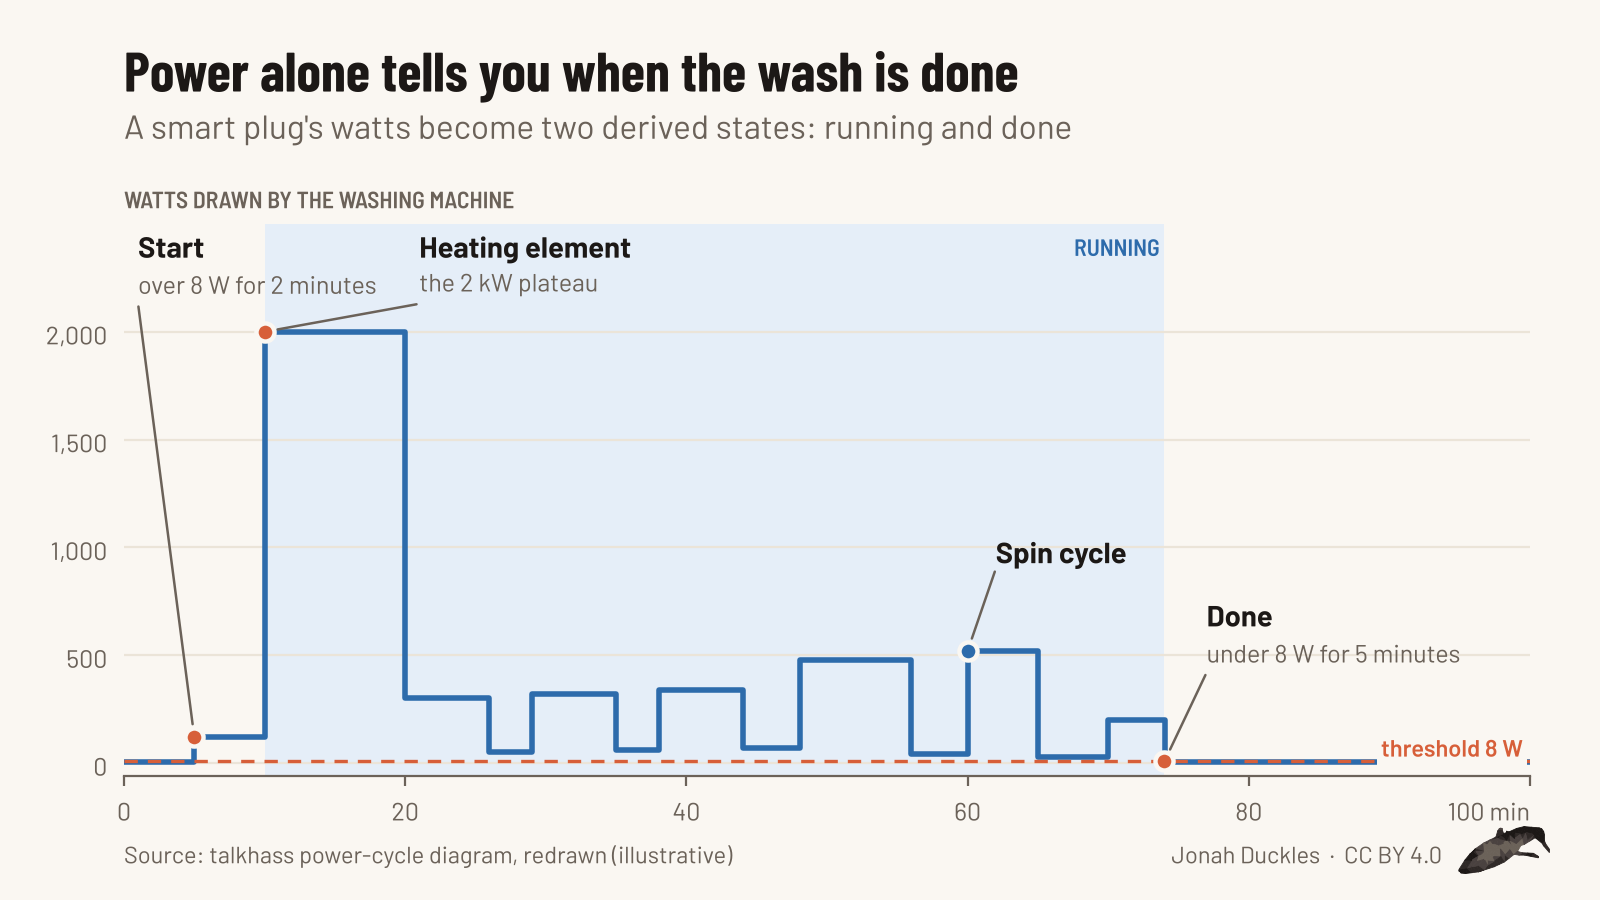 Power alone tells you when the wash is done
A smart plug's watts become two derived states: running and done
WATTS DRAWN BY THE WASHING MACHINE
Start
over 8 W for 2 minutes
Heating element
the 2 kW plateau
RUNNING
2,000
1,500
1,000
500
0
Spin cycle
Done
under 8 W for 5 minutes
threshold 8 W
0
20
40
60
80
100 min
Source: talkhass power-cycle diagram, redrawn (illustrative)
Jonah Duckles · CC BY 4.0